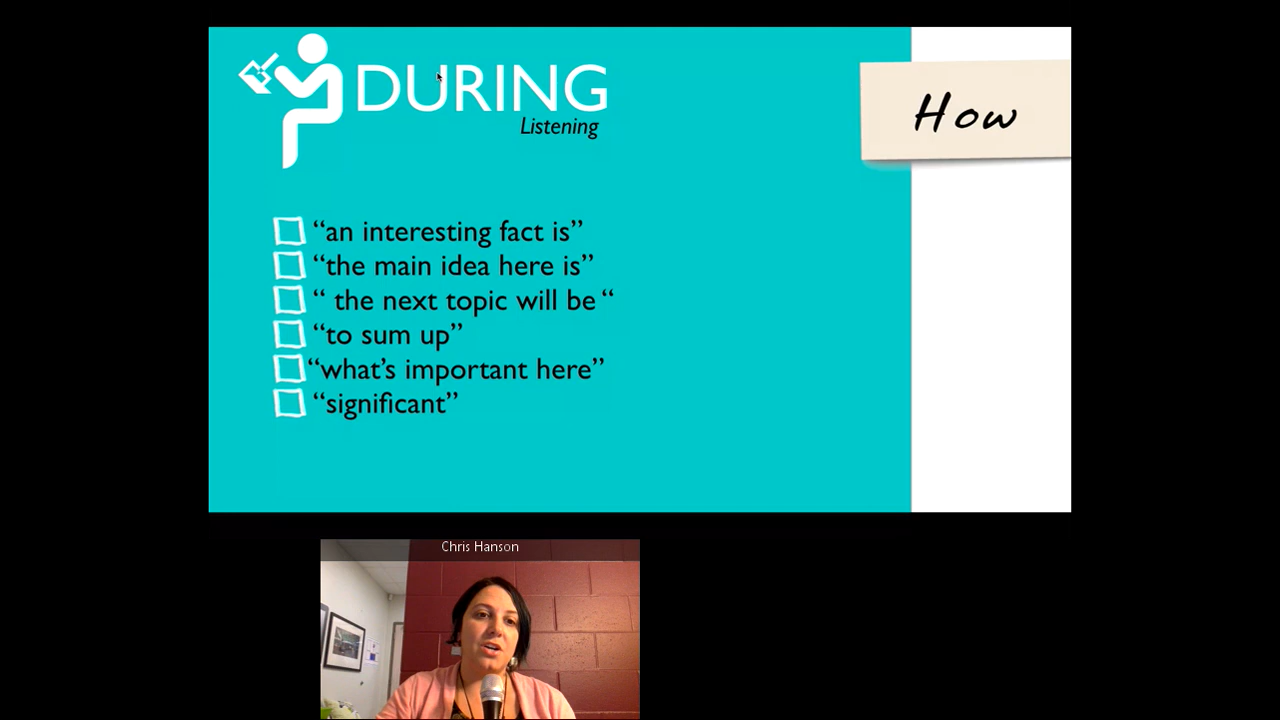 DURING
Listening
How
“an interesting fact is”
“the main idea here is”
“ the next topic will be “
“to sum up”
“what’s important here”
“significant”
Chris Hanson